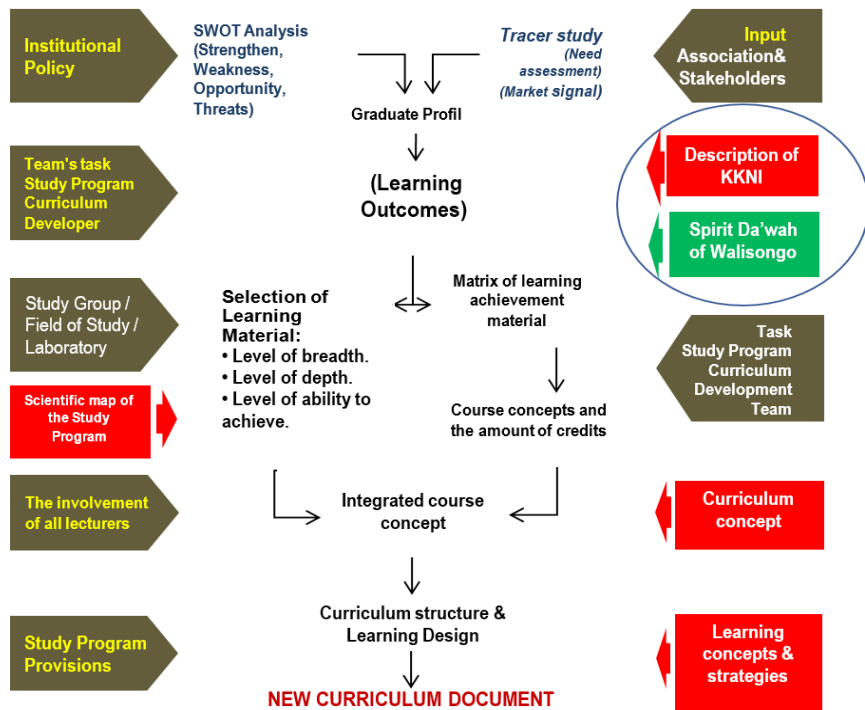 Institutional
Policy
SWOT Analysis
(Strengthen,
Weakness,
Opportunity,
Threats)
Tracer study
(Need
assessment)
(Market signal)
Input
Association&
Stakeholders
Graduate Profil
Team's task
Study Program
Curriculum
Developer
(Learning
Outcomes)
Description of
KKNI
Spirit Da’wah
of Walisongo
Study Group /
Field of Study /
Laboratory
Selection of
Learning
Material:
• Level of breadth.
• Level of depth.
• Level of ability to
achieve.
Matrix of learning
achievement
material
Task
Study Program
Curriculum
Development
Team
Scientific map of
the Study
Program
Course concepts and
the amount of credits
The involvement
of all lecturers
Integrated course
concept
Curriculum
concept
Curriculum structure &
Learning Design
Study Program
Provisions
Learning
concepts &
strategies
NEW CURRICULUM DOCUMENT